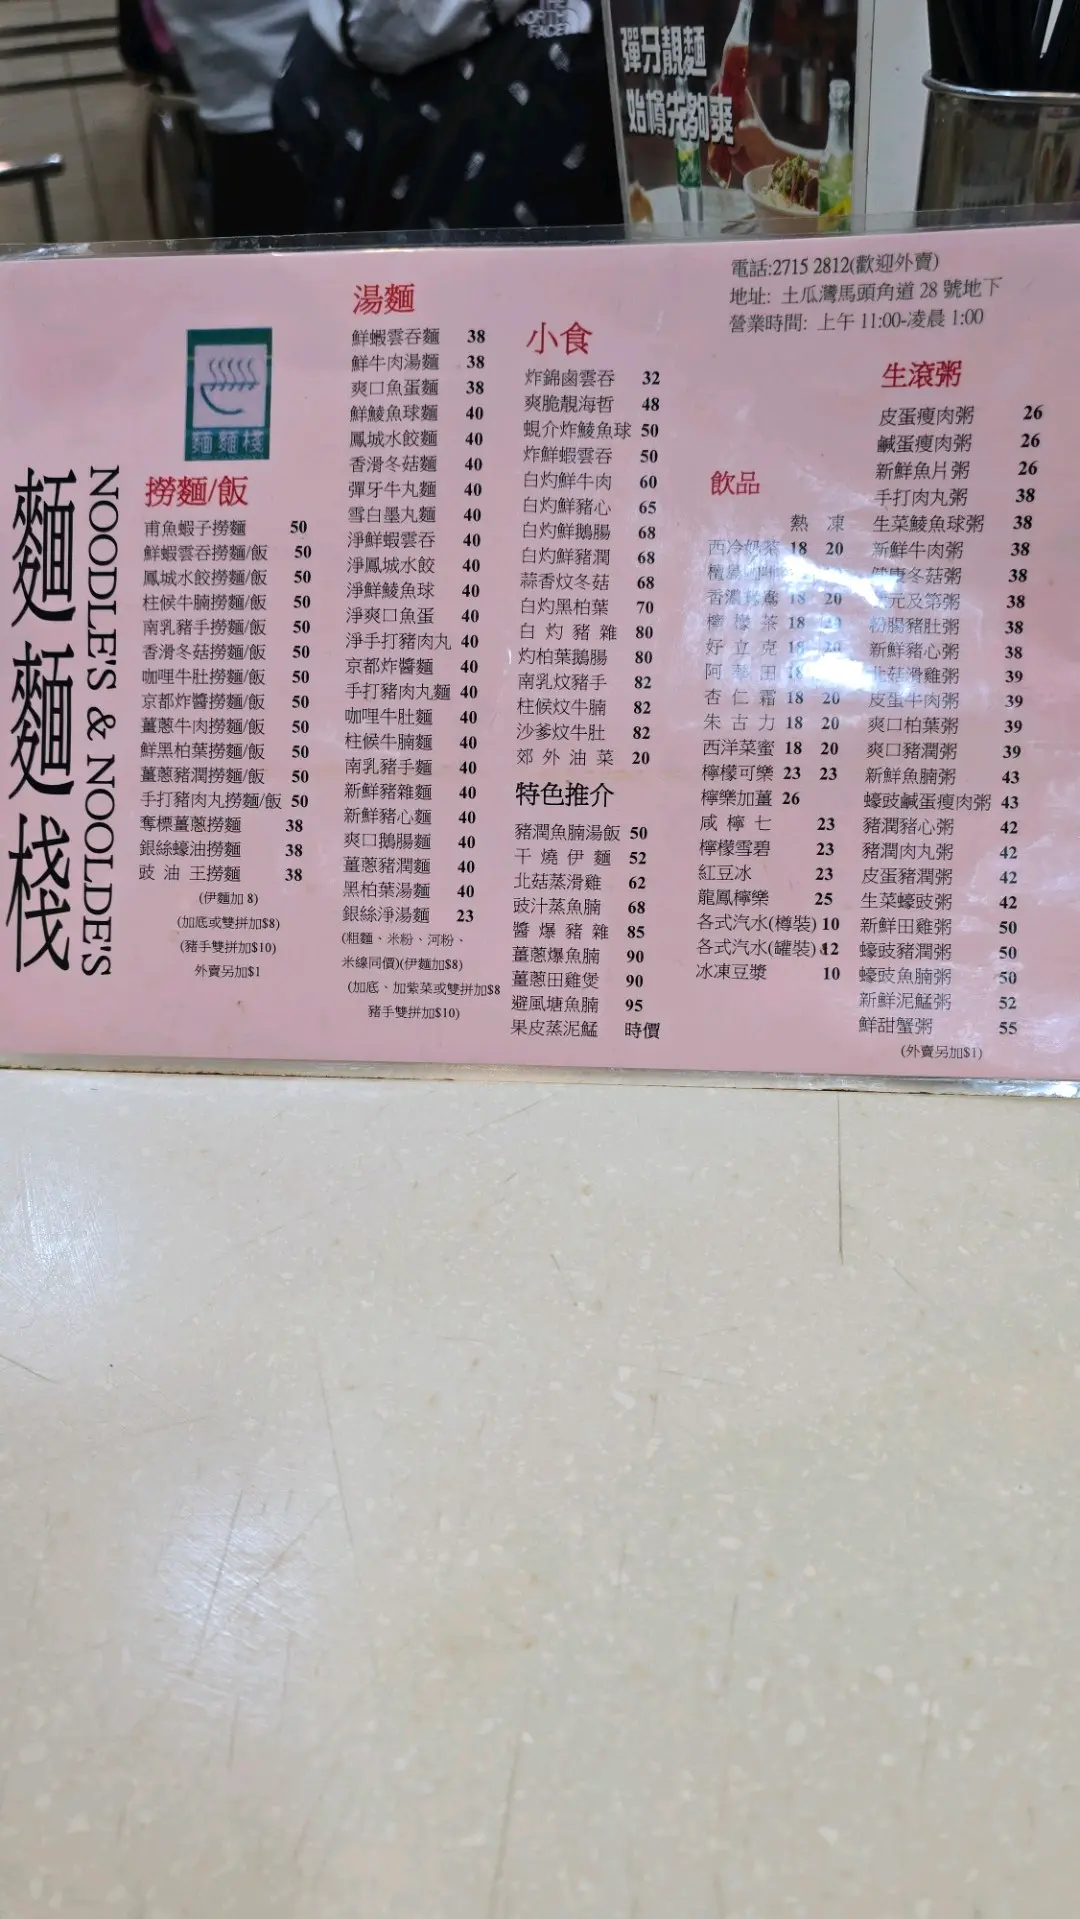 THE
NORTH
FACE
彈牙靚麵
始樽先夠爽
麵麵棧
NOODLE'S & NOOLDE'S
麵麵棧
撈麵/飯
甫魚蝦子撈麵 50
鮮蝦雲吞撈麵/飯 50
鳳城水餃撈麵/飯 50
柱候牛腩撈麵/飯 50
南乳豬手撈麵/飯 50
香滑冬菇撈麵/飯 50
咖哩牛肚撈麵/飯 50
京都炸醬撈麵/飯 50
薑蔥牛肉撈麵/飯 50
鮮黑柏葉撈麵/飯 50
薑蔥豬潤撈麵/飯 50
手打豬肉丸撈麵/飯 50
奪標薑蔥撈麵 38
銀絲蠔油撈麵 38
豉油王撈麵 38
(伊麵加 8)
(加底或雙拼加$8)
(豬手雙拼加$10)
外賣另加$1
湯麵
鮮蝦雲吞麵 38
鮮牛肉湯麵 38
爽口魚蛋麵 38
鮮鯪魚球麵 40
鳳城水餃麵 40
香滑冬菇麵 40
彈牙牛丸麵 40
雪白墨丸麵 40
淨鮮蝦雲吞 40
淨鳳城水餃 40
淨鮮鯪魚球 40
淨爽口魚蛋 40
淨手打豬肉丸 40
京都炸醬麵 40
手打豬肉丸麵 40
咖哩牛肚麵 40
柱候牛腩麵 40
南乳豬手麵 40
新鮮豬雜麵 40
新鮮豬心麵 40
爽口鵝腸麵 40
薑蔥豬潤麵 40
黑柏葉湯麵 40
銀絲淨湯麵 23
(粗麵、米粉、河粉、
米線同價)(伊麵加$8)
(加底、加紫菜或雙拼加$8
豬手雙拼加$10)
小食
炸錦鹵雲吞 32
爽脆靚海哲 48
蜆介炸鯪魚球 50
炸鮮蝦雲吞 50
白灼鮮牛肉 60
白灼鮮豬心 65
白灼鮮鵝腸 68
白灼鮮豬潤 68
蒜香炆冬菇 68
白灼黑柏葉 70
白灼豬雜 80
灼柏葉鵝腸 80
南乳炆豬手 82
柱候炆牛腩 82
沙爹炆牛肚 82
郊外油菜 20
特色推介
豬潤魚腩湯飯 50
干燒伊麵 52
北菇蒸滑雞 62
豉汁蒸魚腩 68
醬爆豬雜 85
薑蔥爆魚腩 90
薑蔥田雞煲 90
避風塘魚腩 95
果皮蒸泥鯭 時價
電話:2715 2812(歡迎外賣)
地址: 土瓜灣馬頭角道 28 號地下
營業時間: 上午 11:00-凌晨 1:00
飲品
熱 凍
西冷奶茶 18 20
香濃 18 20
檸檬茶 18 20
好立克 18 20
阿華田 18
杏仁霜 18 20
朱古力 18 20
西洋菜蜜 18 20
檸檬可樂 23 23
檸樂加薑 26
咸檸七 23
檸檬雪碧 23
紅豆冰 23
龍鳳檸樂 25
各式汽水(樽裝) 10
各式汽水(罐裝) 12
冰凍豆漿 10
生滾粥
皮蛋瘦肉粥 26
鹹蛋瘦肉粥 26
新鮮魚片粥 26
手打肉丸粥 38
生菜鯪魚球粥 38
新鮮牛肉粥 38
健康冬菇粥 38
元及第粥 38
粉腸豬肚粥 38
新鮮豬心粥 38
北菇滑雞粥 39
皮蛋牛肉粥 39
爽口柏葉粥 39
爽口豬潤粥 39
新鮮魚腩粥 43
蠔豉鹹蛋瘦肉粥 43
豬潤豬心粥 42
豬潤肉丸粥 42
皮蛋豬潤粥 42
生菜蠔豉粥 42
新鮮田雞粥 50
蠔豉豬潤粥 50
蠔豉魚腩粥 50
新鮮泥鯭粥 52
鮮甜蟹粥 55
(外賣另加$1)